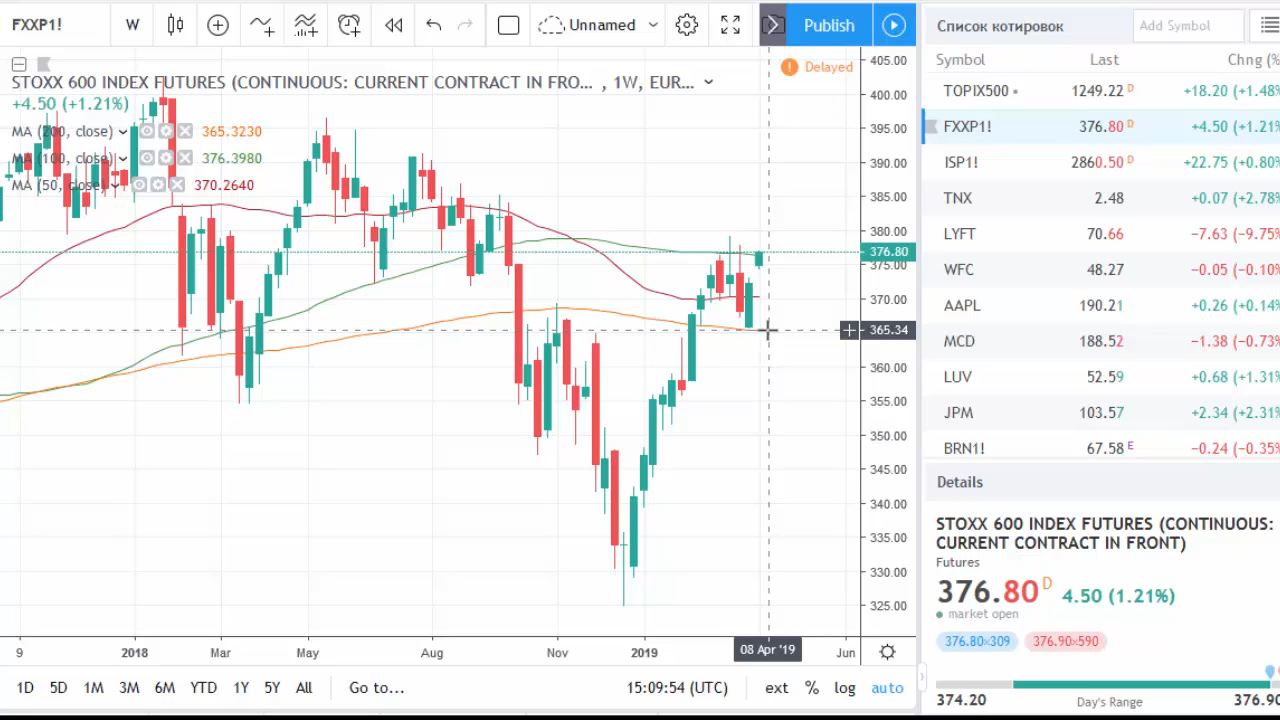 FXXP1! W Unnamed Publish
STOXX 600 INDEX FUTURES (CONTINUOUS: CURRENT CONTRACT IN FRO... , 1W, EUR... Delayed
+4.50 (+1.21%)
MA (200, close) 365.3230
MA (100, close) 376.3980
MA (50, close) 370.2640
405.00
400.00
395.00
390.00
385.00
380.00
376.80
375.00
370.00
365.34
360.00
355.00
350.00
345.00
340.00
335.00
330.00
325.00
9 2018 Mar May Aug Nov 2019 08 Apr '19 Jun
1D 5D 1M 3M 6M YTD 1Y 5Y All Go to... 15:09:54 (UTC) ext % log auto
Список котировок Add Symbol
Symbol Last Chng (%
TOPIX500 1249.22 D +18.20 (+1.48%
FXXP1! 376.80 D +4.50 (+1.21%
ISP1! 2860.50 D +22.75 (+0.80%
TNX 2.48 +0.07 (+2.78%
LYFT 70.66 −7.63 (−9.75%
WFC 48.27 −0.05 (−0.10%
AAPL 190.21 +0.26 (+0.14%
MCD 188.52 −1.38 (−0.73%
LUV 52.59 +0.68 (+1.31%
JPM 103.57 +2.34 (+2.31%
BRN1! 67.58 E −0.24 (−0.35%
Details
STOXX 600 INDEX FUTURES (CONTINUOUS:
CURRENT CONTRACT IN FRONT)
Futures
376.80 D 4.50 (1.21%)
market open
376.80×309 376.90×590
374.20 Day's Range 376.90